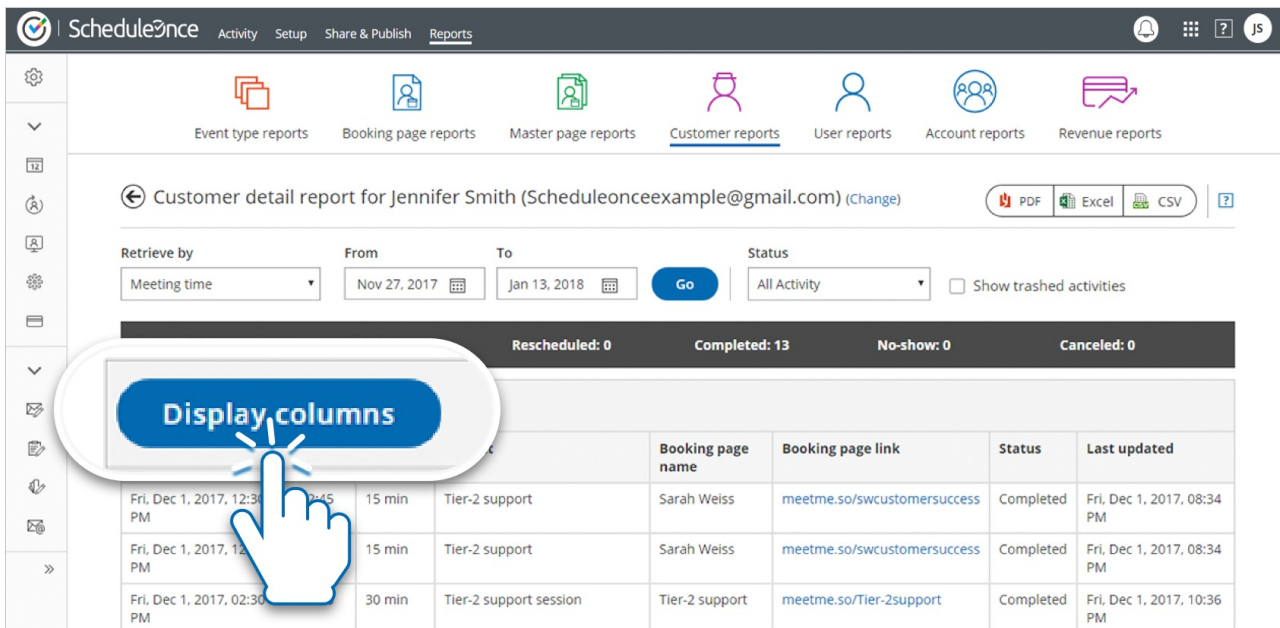 ScheduleOnce Activity Setup Share & Publish Reports ? JS
Event type reports Booking page reports Master page reports Customer reports User reports Account reports Revenue reports
12
Customer detail report for Jennifer Smith (Scheduleonceexample@gmail.com) (Change) PDF Excel CSV ?
Retrieve by From To Status
Meeting time Nov 27, 2017 Jan 13, 2018 Go All Activity Show trashed activities
Rescheduled: 0 Completed: 13 No-show: 0 Canceled: 0
Display columns
Booking page Booking page link Status Last updated
name
Fri, Dec 1, 2017, 12:30 :45 15 min Tier-2 support Sarah Weiss meetme.so/swcustomersuccess Completed Fri, Dec 1, 2017, 08:34
PM PM
Fri, Dec 1, 2017, 12 15 min Tier-2 support Sarah Weiss meetme.so/swcustomersuccess Completed Fri, Dec 1, 2017, 08:34
PM PM
Fri, Dec 1, 2017, 02:30 30 min Tier-2 support session Tier-2 support meetme.so/Tier-2support Completed Fri, Dec 1, 2017, 10:36
PM PM